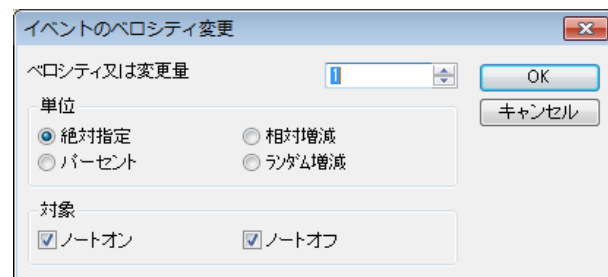 イベントのベロシティ変更
ベロシティ又は変更量 1 OK
単位 キャンセル
絶対指定 相対増減
パーセント ランダム増減
対象
ノートオン ノートオフ